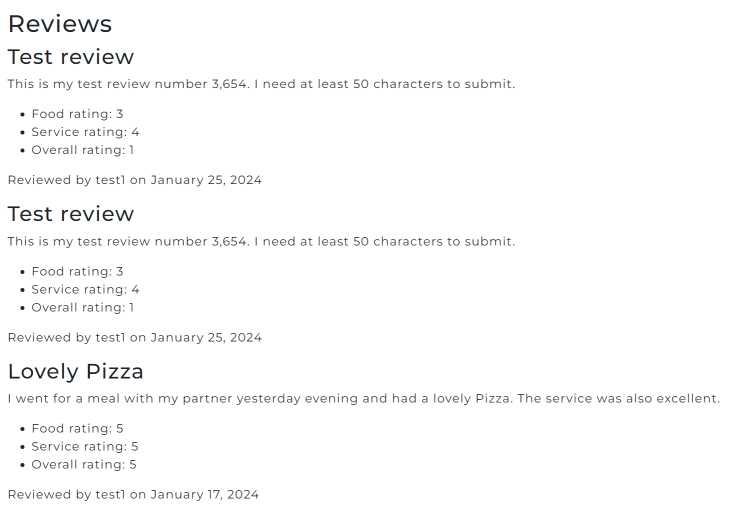 Reviews
Test review
This is my test review number 3,654. I need at least 50 characters to submit.
Food rating: 3
Service rating: 4
Overall rating: 1
Reviewed by test1 on January 25, 2024
Test review
This is my test review number 3,654. I need at least 50 characters to submit.
Food rating: 3
Service rating: 4
Overall rating: 1
Reviewed by test1 on January 25, 2024
Lovely Pizza
I went for a meal with my partner yesterday evening and had a lovely Pizza. The service was also excellent.
Food rating: 5
Service rating: 5
Overall rating: 5
Reviewed by test1 on January 17, 2024